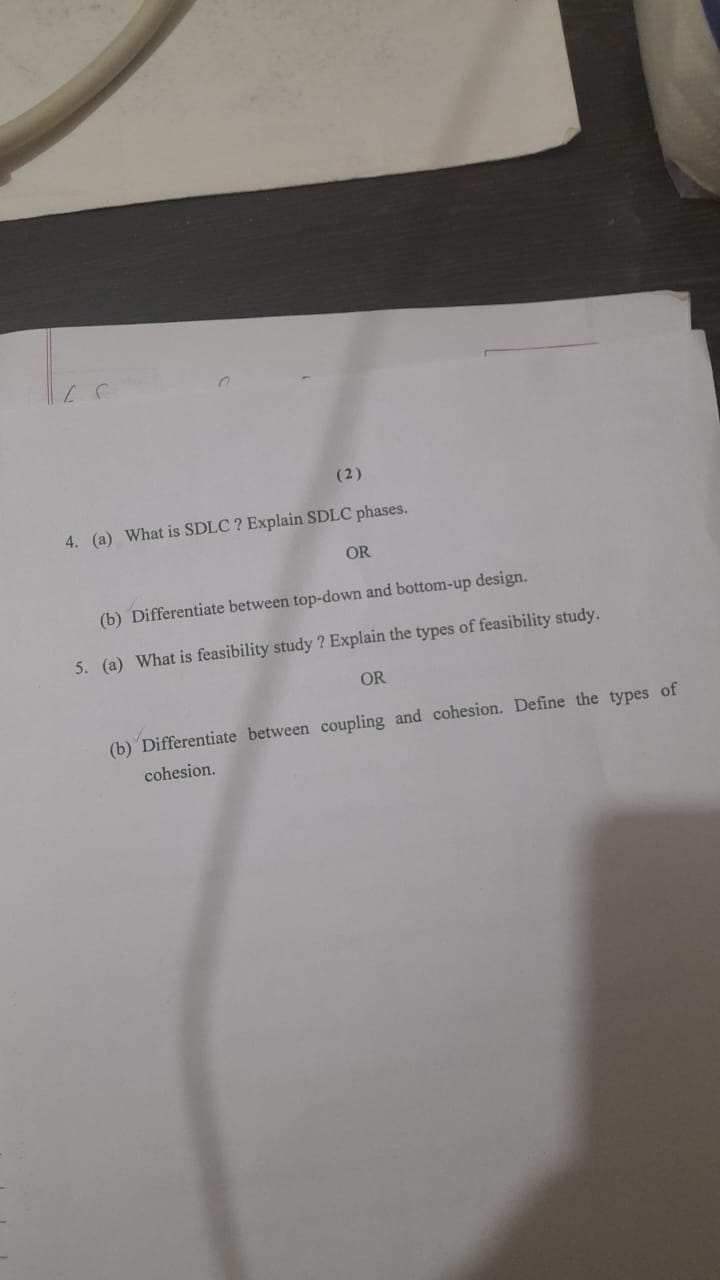 (2)
4. (a) What is SDLC ? Explain SDLC phases.
OR
(b) Differentiate between top-down and bottom-up design.
5. (a) What is feasibility study ? Explain the types of feasibility study.
OR
(b) Differentiate between coupling and cohesion. Define the types of
cohesion.